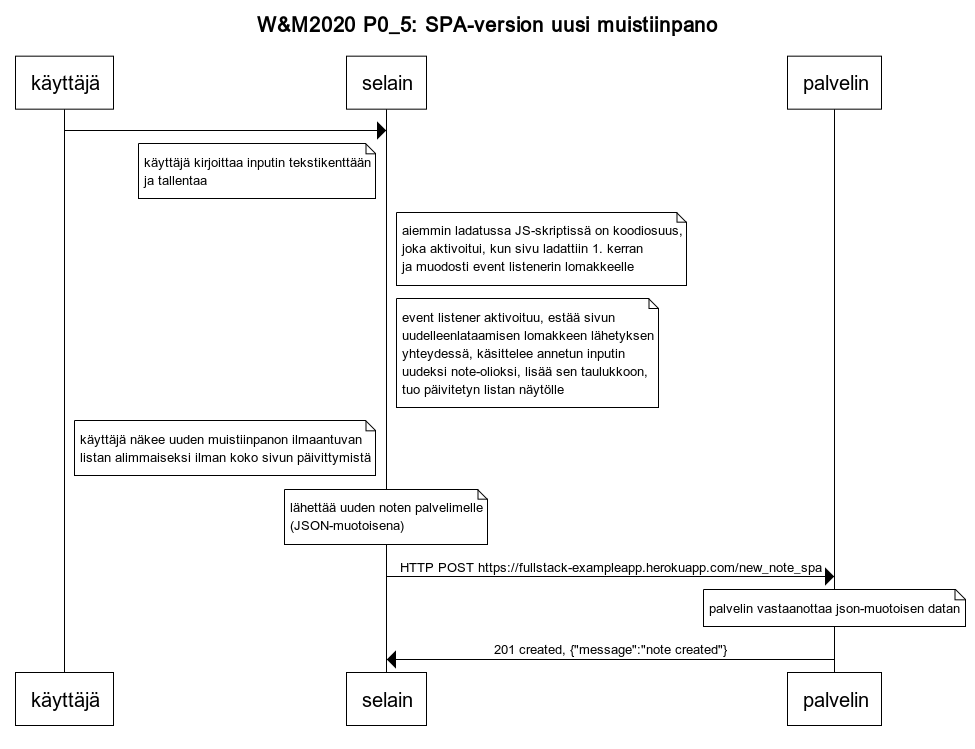 W&M2020 P0_5: SPA-version uusi muistiinpano
käyttäjä
selain
palvelin
käyttäjä kirjoittaa inputin tekstikenttään
ja tallentaa
aiemmin ladatussa JS-skriptissä on koodiosuus,
joka aktivoitui, kun sivu ladattiin 1. kerran
ja muodosti event listenerin lomakkeelle
event listener aktivoituu, estää sivun
uudelleenlataamisen lomakkeen lähetyksen
yhteydessä, käsittelee annetun inputin
uudeksi note-olioksi, lisää sen taulukkoon,
tuo päivitetyn listan näytölle
käyttäjä näkee uuden muistiinpanon ilmaantuvan
listan alimmaiseksi ilman koko sivun päivittymistä
lähettää uuden noten palvelimelle
(JSON-muotoisena)
HTTP POST https://fullstack-exampleapp.herokuapp.com/new_note_spa
palvelin vastaanottaa json-muotoisen datan
201 created, {"message":"note created"}
käyttäjä
selain
palvelin